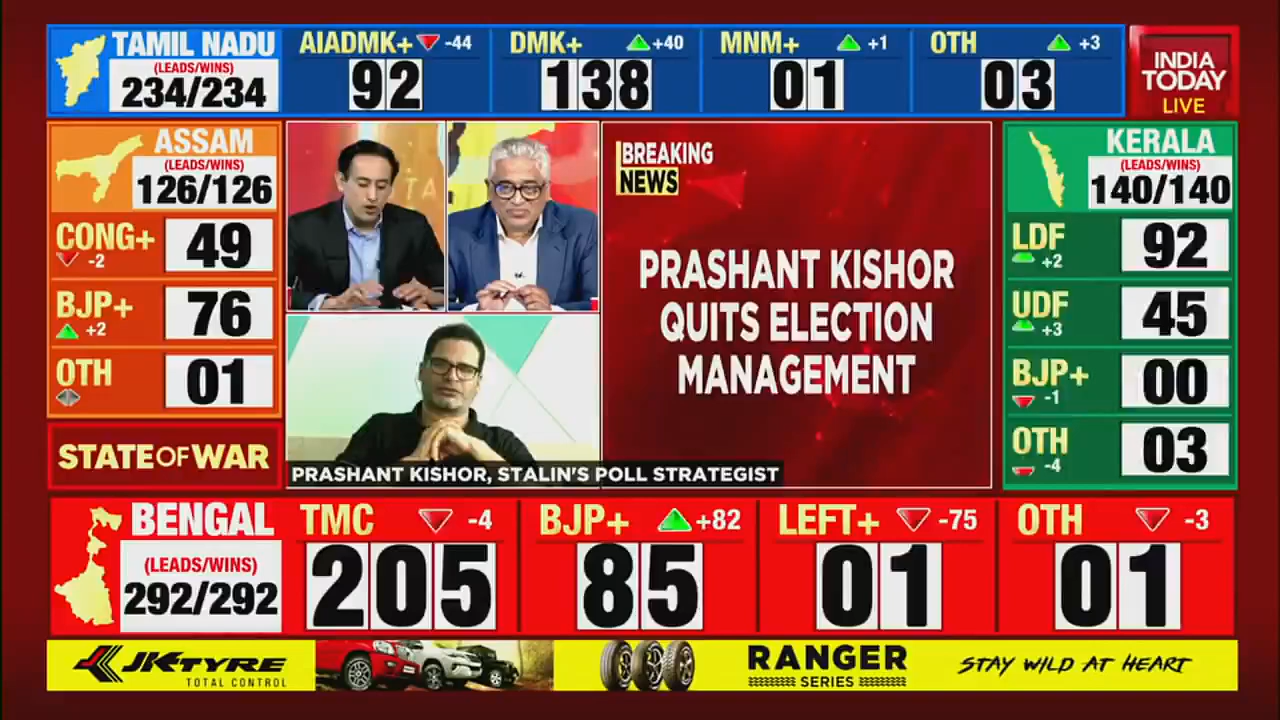 TAMIL NADU
(LEADS/WINS)
234/234
AIADMK+ -44
92
DMK+ +40
138
MNM+ +1
01
OTH +3
03
INDIA
TODAY
LIVE
ASSAM
(LEADS/WINS)
126/126
CONG+
-2
49
BJP+
+2
76
OTH
01
STATE OF WAR
BREAKING
NEWS
PRASHANT KISHOR
QUITS ELECTION
MANAGEMENT
PRASHANT KISHOR, STALIN'S POLL STRATEGIST
KERALA
(LEADS/WINS)
140/140
LDF
+2
92
UDF
+3
45
BJP+
-1
00
OTH
-4
03
BENGAL
(LEADS/WINS)
292/292
TMC -4
205
BJP+ +82
85
LEFT+ -75
01
OTH -3
01
JK TYRE
TOTAL CONTROL
RANGER
SERIES
STAY WILD AT HEART